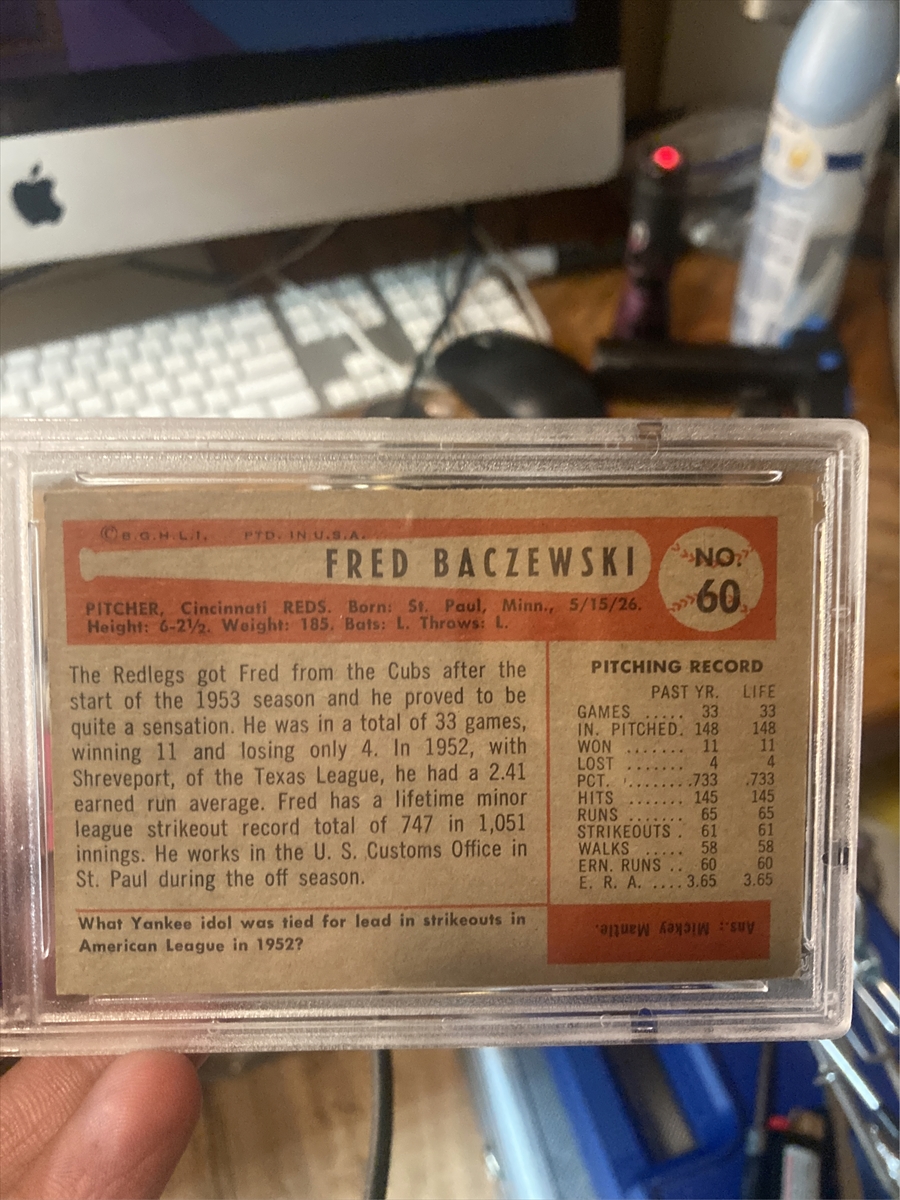 ©B.G.H.L.I. PTD. IN U.S.A.
FRED BACZEWSKI
NO.
60
PITCHER, Cincinnati REDS. Born: St. Paul, Minn., 5/15/26.
Height: 6-2½. Weight: 185. Bats: L. Throws: L.
The Redlegs got Fred from the Cubs after the
start of the 1953 season and he proved to be
quite a sensation. He was in a total of 33 games,
winning 11 and losing only 4. In 1952, with
Shreveport, of the Texas League, he had a 2.41
earned run average. Fred has a lifetime minor
league strikeout record total of 747 in 1,051
innings. He works in the U. S. Customs Office in
St. Paul during the off season.
PITCHING RECORD
PAST YR. LIFE
GAMES ..... 33 33
IN. PITCHED. 148 148
WON ....... 11 11
LOST ....... 4 4
PCT. ........ .733 .733
HITS ....... 145 145
RUNS ....... 65 65
STRIKEOUTS . 61 61
WALKS ..... 58 58
ERN. RUNS .. 60 60
E. R. A. .... 3.65 3.65
What Yankee idol was tied for lead in strikeouts in
American League in 1952?
Ans.: Mickey Mantle.